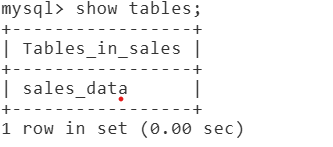 mysql> show tables;
+-----------------+
| Tables_in_sales |
+-----------------+
| sales_data      |
+-----------------+
1 row in set (0.00 sec)